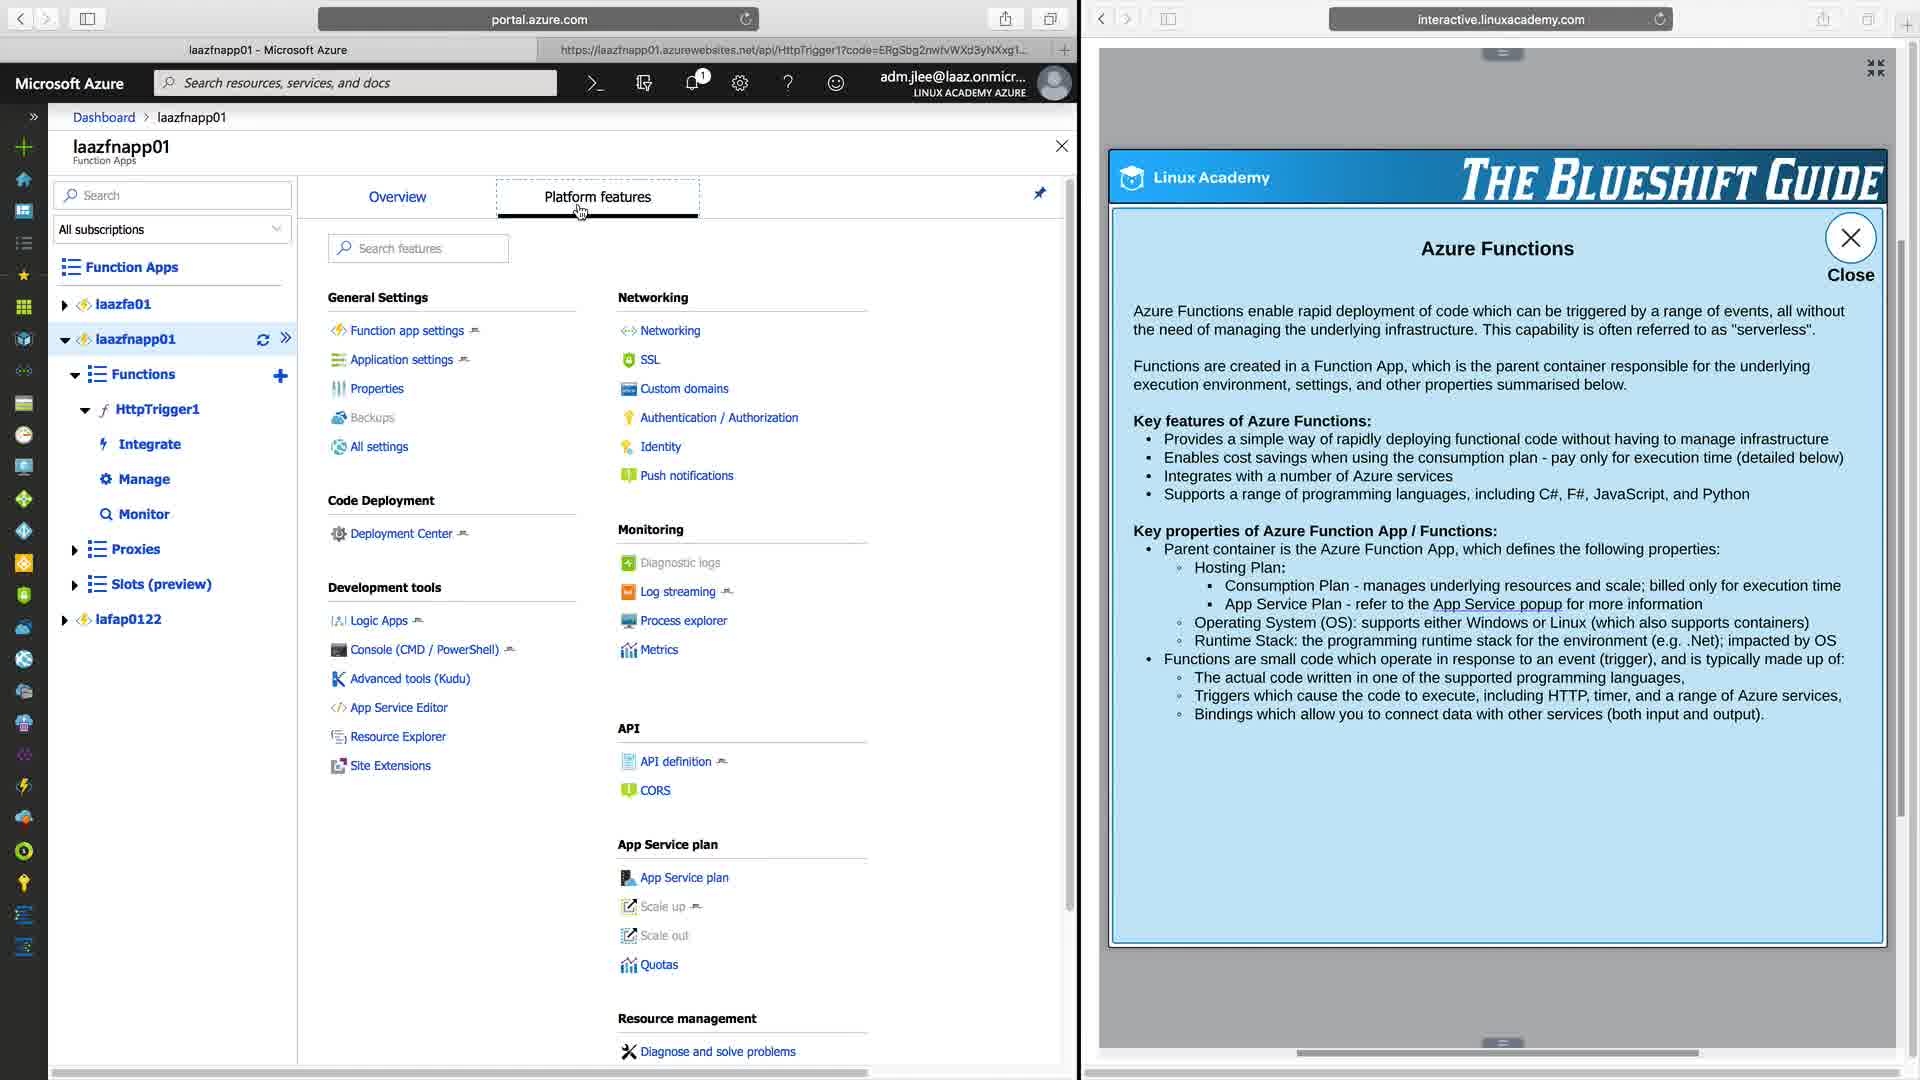 portal.azure.com
laazfnapp01 - Microsoft Azure
https://laazfnapp01.azurewebsites.net/api/HttpTrigger1?code=
Microsoft Azure
Search resources, services, and docs
1
adm.jlee@laaz.onmicr...
LINUX ACADEMY AZURE
Dashboard > laazfnapp01
laazfnapp01
Function Apps
Search
All subscriptions
Function Apps
laazfa01
laazfnapp01
Functions
HttpTrigger1
Integrate
Manage
Monitor
Proxies
Slots (preview)
lafap0122
Overview
Platform features
Search features
General Settings
Function app settings
Application settings
Properties
Backups
All settings
Code Deployment
Deployment Center
Development tools
Logic Apps
Console (CMD / PowerShell)
Advanced tools (Kudu)
App Service Editor
Resource Explorer
Site Extensions
Networking
Networking
SSL
Custom domains
Authentication / Authorization
Identity
Push notifications
Monitoring
Diagnostic logs
Log streaming
Process explorer
Metrics
API
API definition
CORS
App Service plan
App Service plan
Scale up
Scale out
Quotas
Resource management
Diagnose and solve problems
interactive.linuxacademy.com
Linux Academy
THE BLUESHIFT GUIDE
Azure Functions
Close
Azure Functions enable rapid deployment of code which can be triggered by a range of events, all without
the need of managing the underlying infrastructure. This capability is often referred to as "serverless".
Functions are created in a Function App, which is the parent container responsible for the underlying
execution environment, settings, and other properties summarised below.
Key features of Azure Functions:
• Provides a simple way of rapidly deploying functional code without having to manage infrastructure
• Enables cost savings when using the consumption plan - pay only for execution time (detailed below)
• Integrates with a number of Azure services
• Supports a range of programming languages, including C#, F#, JavaScript, and Python
Key properties of Azure Function App / Functions:
• Parent container is the Azure Function App, which defines the following properties:
◦ Hosting Plan:
▪ Consumption Plan - manages underlying resources and scale; billed only for execution time
▪ App Service Plan - refer to the App Service popup for more information
◦ Operating System (OS): supports either Windows or Linux (which also supports containers)
◦ Runtime Stack: the programming runtime stack for the environment (e.g. .Net); impacted by OS
• Functions are small code which operate in response to an event (trigger), and is typically made up of:
◦ The actual code written in one of the supported programming languages,
◦ Triggers which cause the code to execute, including HTTP, timer, and a range of Azure services,
◦ Bindings which allow you to connect data with other services (both input and output).